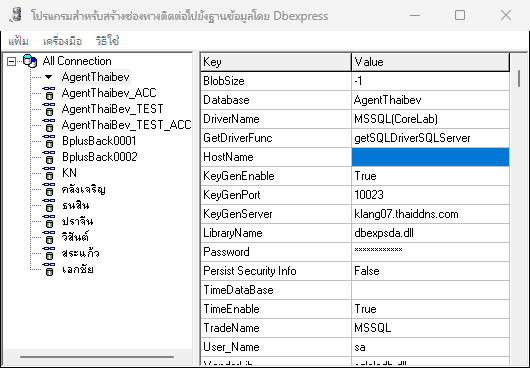 โปรแกรมสำหรับสร้างช่องทางติดต่อไปยังฐานข้อมูลโดย Dbexpress
แฟ้ม เครื่องมือ วิธีใช้
All Connection
AgentThaibev
AgentThaibev_ACC
AgentThaiBev_TEST
AgentThaiBev_TEST_ACC
BplusBack0001
BplusBack0002
KN
คลังเจริญ
ธนสิน
ปราจีน
วิสันต์
สระแก้ว
เอกชัย
Key Value
BlobSize -1
Database AgentThaibev
DriverName MSSQL(CoreLab)
GetDriverFunc getSQLDriverSQLServer
HostName
KeyGenEnable True
KeyGenPort 10023
KeyGenServer klang07.thaiddns.com
LibraryName dbexpsda.dll
Password ************
Persist Security Info False
TimeDataBase
TimeEnable True
TradeName MSSQL
User_Name sa